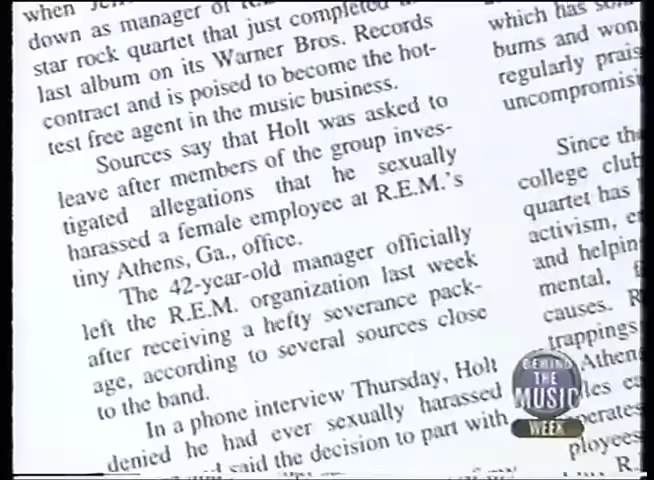 when Jeff
down as manager of
star rock quartet that just completed
last album on its Warner Bros. Records
contract and is poised to become the hot-
test free agent in the music business.
Sources say that Holt was asked to
leave after members of the group inves-
tigated allegations that he sexually
harassed a female employee at R.E.M.'s
tiny Athens, Ga., office.
The 42-year-old manager officially
left the R.E.M. organization last week
after receiving a hefty severance pack-
age, according to several sources close
to the band.
In a phone interview Thursday, Holt
denied he had ever sexually harassed
said the decision to part with
which has
bums and
regularly
uncompromisi
Since the
college club
quartet has
activism,
and helpin
mental,
causes. R
trappings
Athen
les
perates
ployees
R.
BEHIND
THE
MUSIC
WEEK